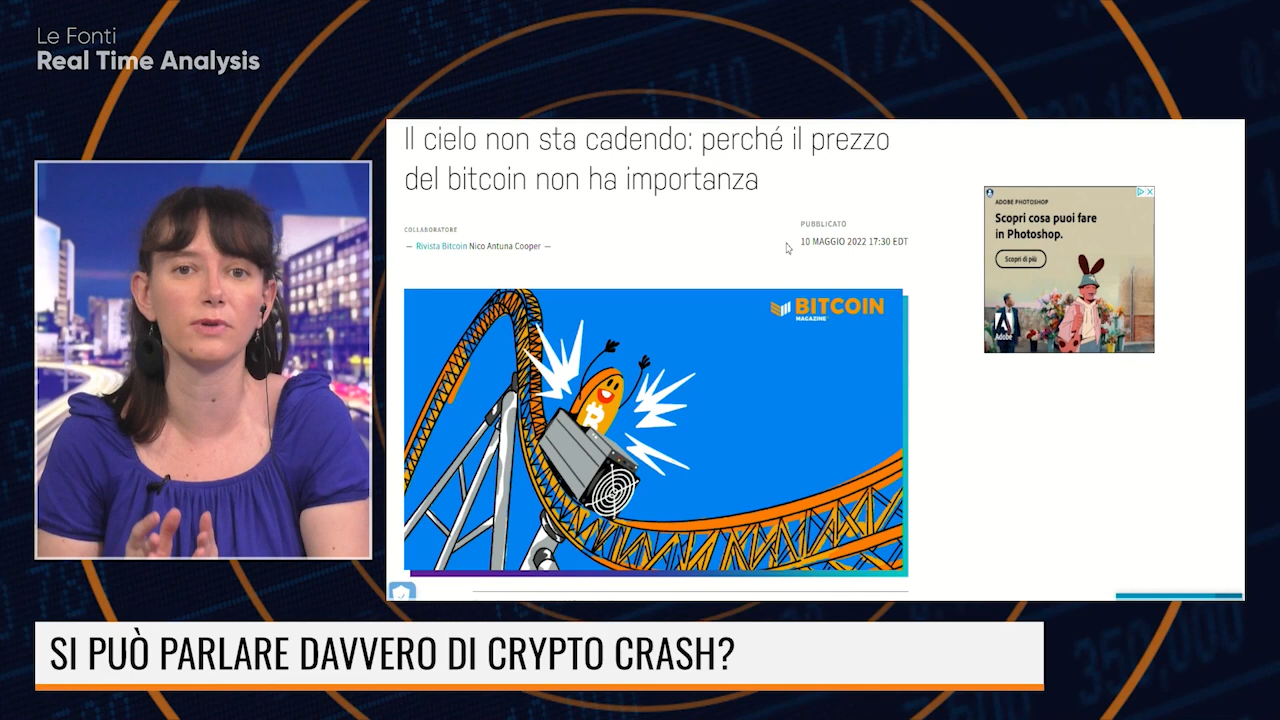 Le Fonti
Real Time Analysis
Il cielo non sta cadendo: perché il prezzo
del bitcoin non ha importanza
COLLABORATORE
— Rivista Bitcoin Nico Antuna Cooper —
PUBBLICATO
10 MAGGIO 2022 17:30 EDT
ADOBE PHOTOSHOP
Scopri cosa puoi fare
in Photoshop.
Scopri di più
Adobe
BITCOIN
MAGAZINE
SI PUÒ PARLARE DAVVERO DI CRYPTO CRASH?